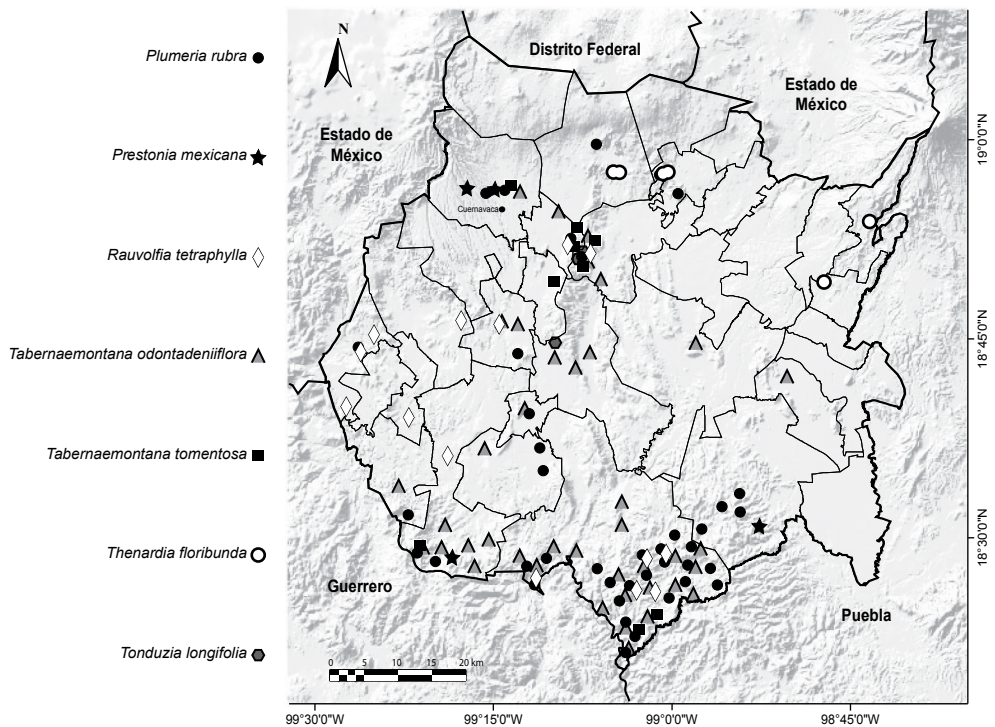 Plumeria rubra
Prestonia mexicana
Rauvolfia tetraphylla
Tabernaemontana odontadeniiflora
Tabernaemontana tomentosa
Thenardia floribunda
Tonduzia longifolia
N
Distrito Federal
Estado de
México
Estado de
México
Cuernavaca
Guerrero
Puebla
0 5 10 15 20 km
19°0'0"N
18°45'0"N
18°30'0"N
99°30'0"W
99°15'0"W
99°0'0"W
98°45'0"W